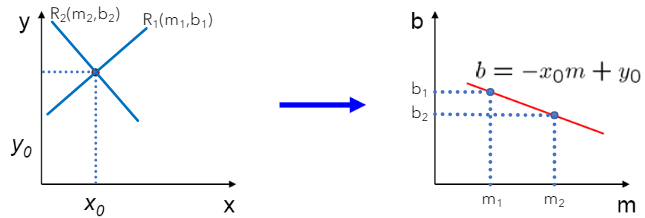 y
R₂(m₂,b₂)
R₁(m₁,b₁)
y₀
x₀
x
b
b = −x₀m + y₀
b₁
b₂
m₁
m₂
m